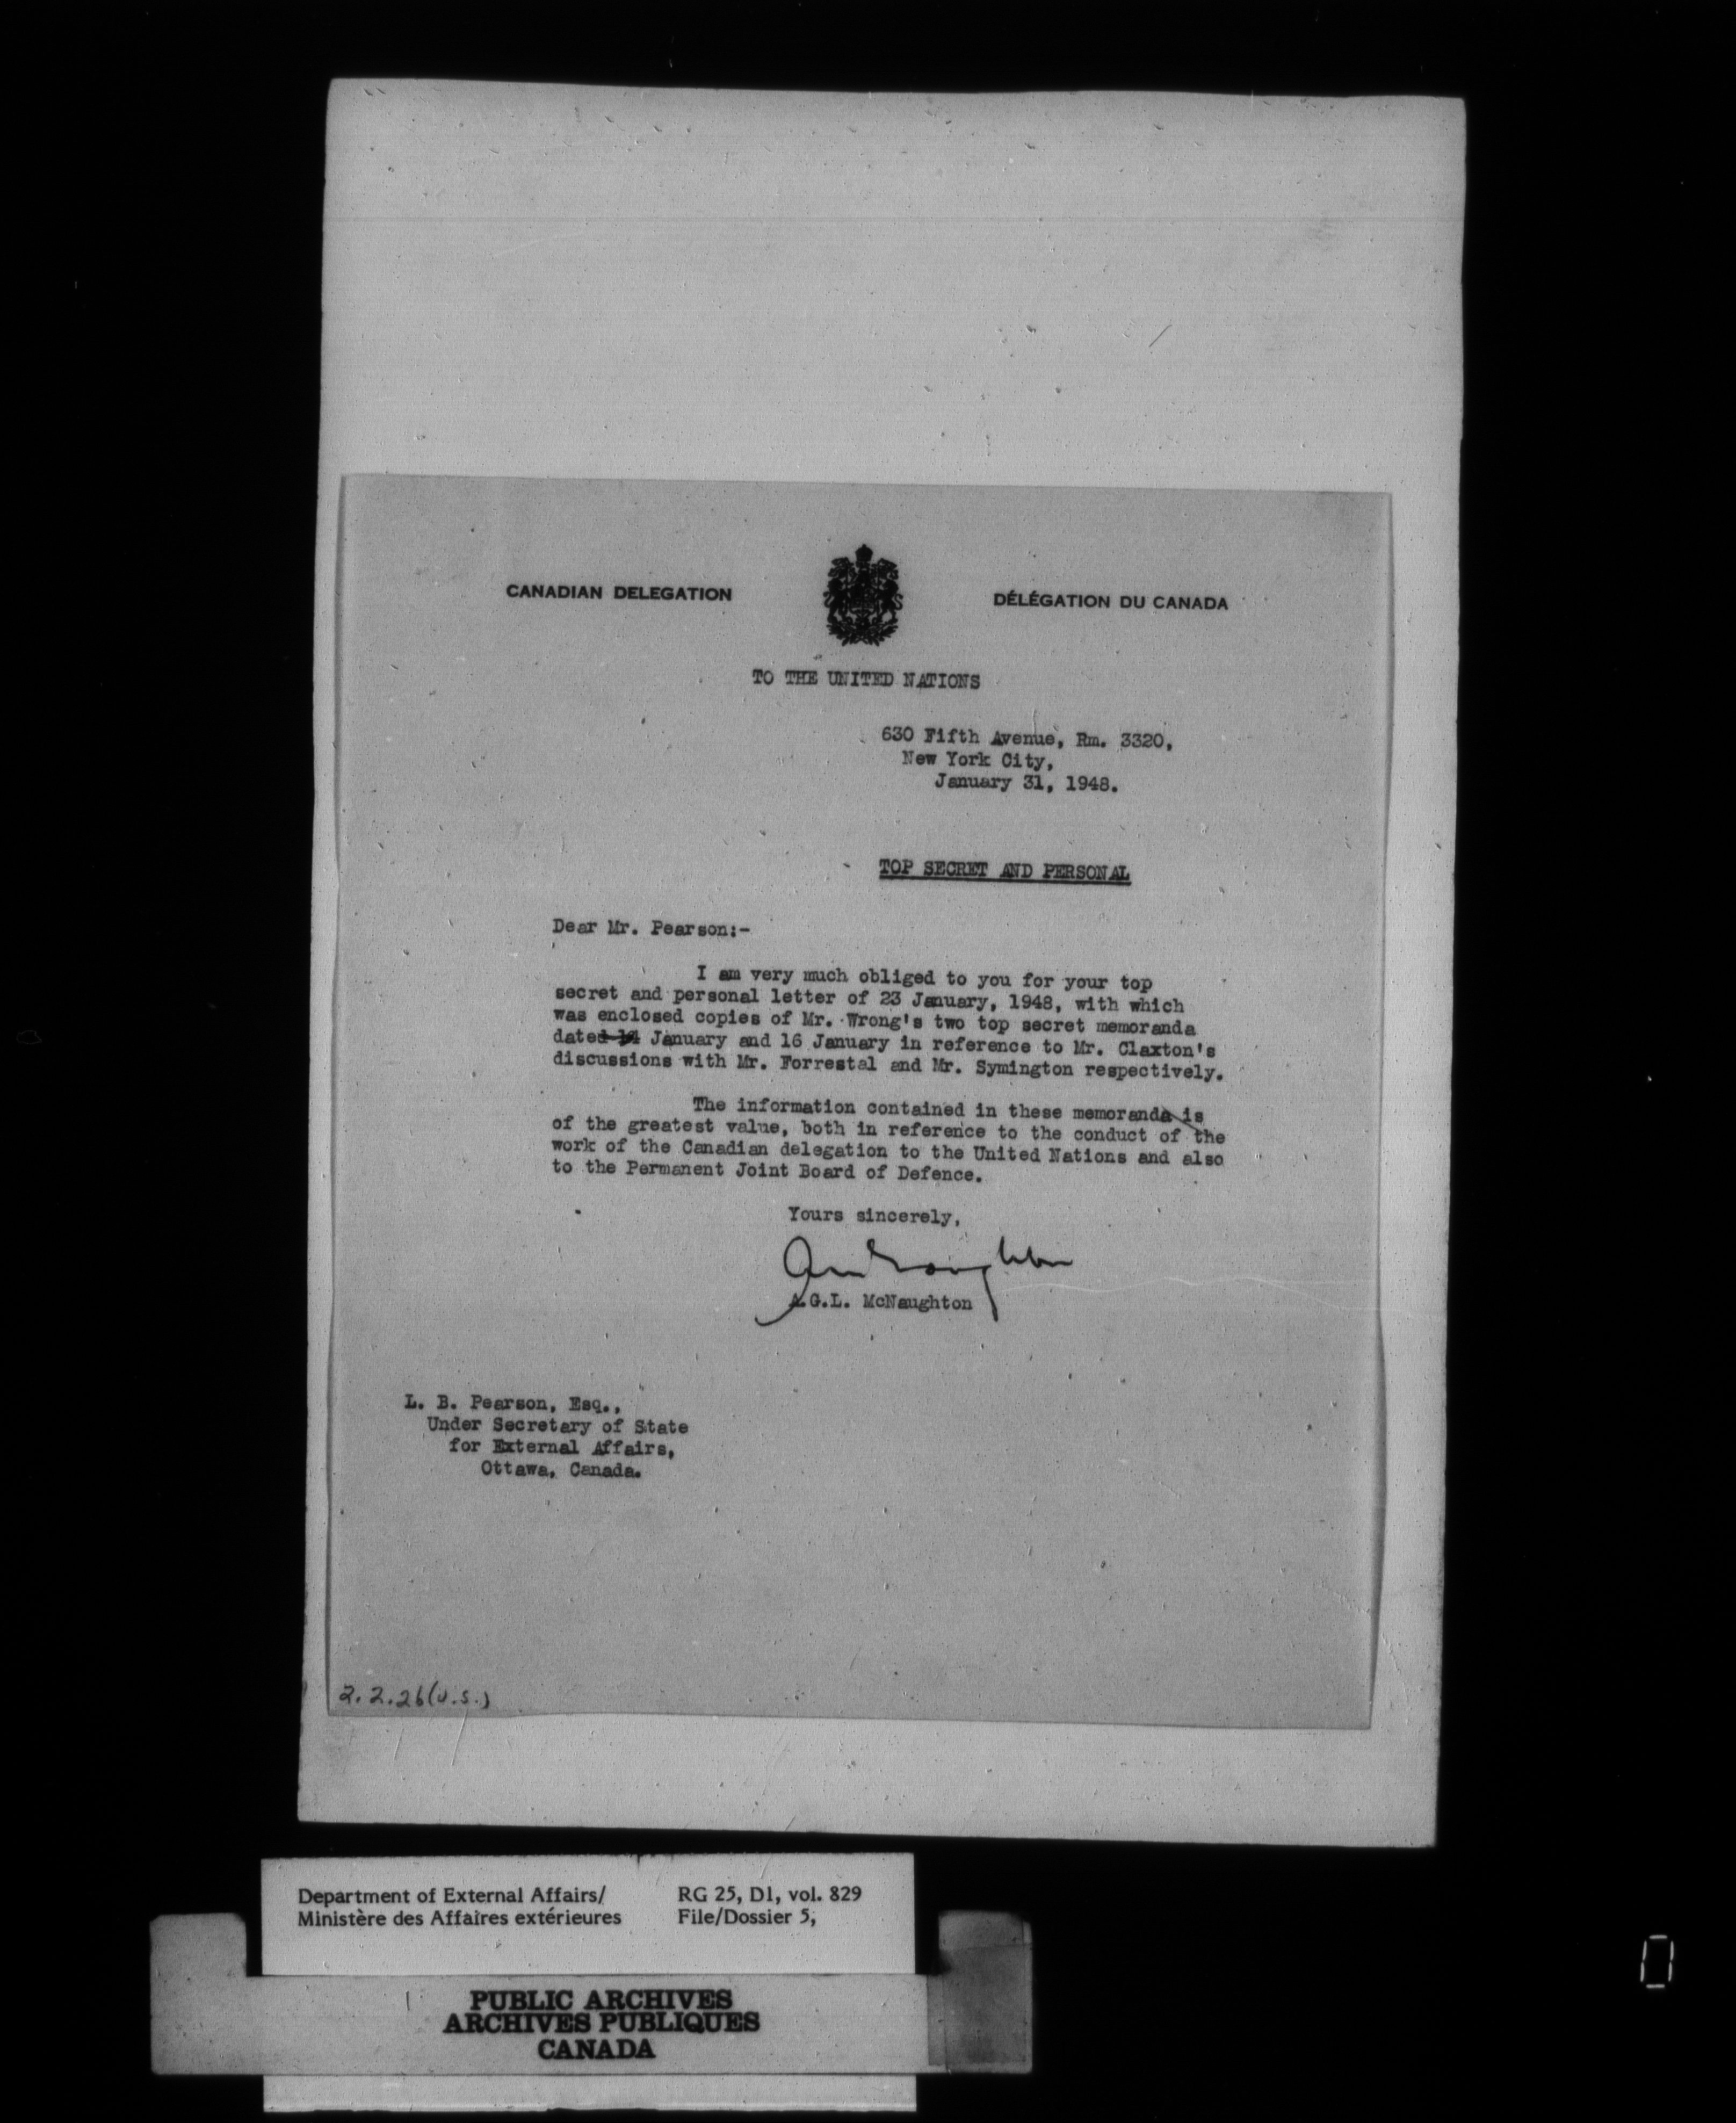 CANADIAN DELEGATION
DÉLÉGATION DU CANADA
TO THE UNITED NATIONS
630 Fifth Avenue, Rm. 3320,
New York City,
January 31, 1948.
TOP SECRET AND PERSONAL
Dear Mr. Pearson:-
I am very much obliged to you for your top
secret and personal letter of 23 January, 1948, with which
was enclosed copies of Mr. Wrong's two top secret memoranda
dated 14 January and 16 January in reference to Mr. Claxton's
discussions with Mr. Forrestal and Mr. Symington respectively.
The information contained in these memoranda is
of the greatest value, both in reference to the conduct of the
work of the Canadian delegation to the United Nations and also
to the Permanent Joint Board of Defence.
Yours sincerely,
A.G.L. McNaughton
L. B. Pearson, Esq.,
Under Secretary of State
for External Affairs,
Ottawa, Canada.
2.2.26(U.S.)
Department of External Affairs/
Ministère des Affaires extérieures
RG 25, D1, vol. 829
File/Dossier 5,
PUBLIC ARCHIVES
ARCHIVES PUBLIQUES
CANADA